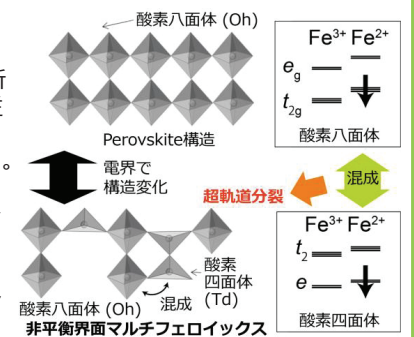 酸素八面体 (Oh)
Perovskite構造
電界で
構造変化
酸素
四面体
(Td)
酸素八面体 (Oh)
混成
非平衡界面マルチフェロイックス
超軌道分裂
Fe³⁺ Fe²⁺
e_g
t_2g
酸素八面体
混成
Fe³⁺ Fe²⁺
t_2
e
酸素四面体